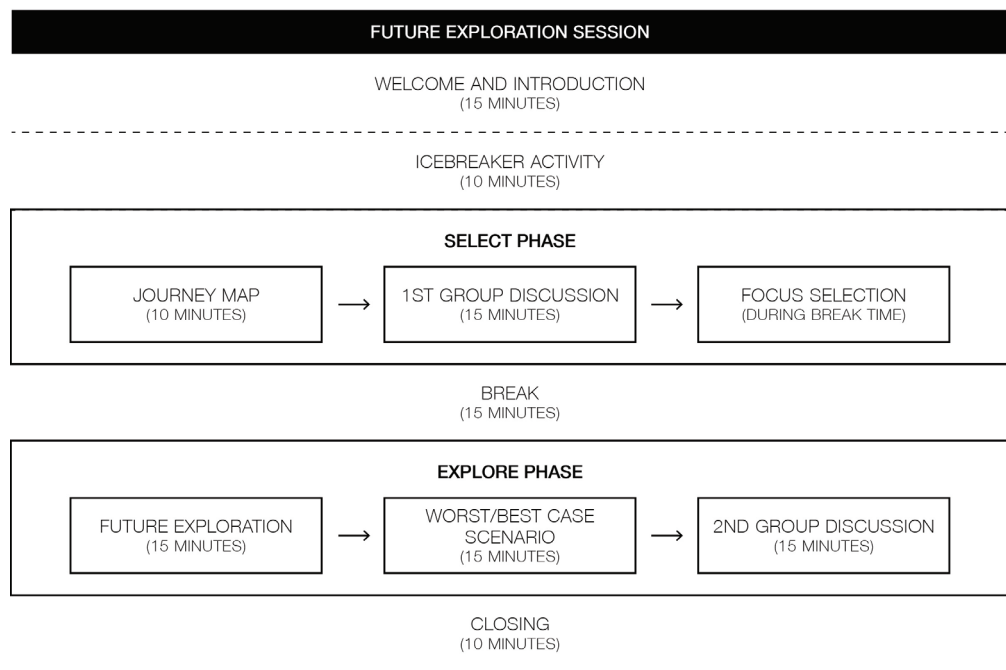 FUTURE EXPLORATION SESSION
WELCOME AND INTRODUCTION
(15 MINUTES)
ICEBREAKER ACTIVITY
(10 MINUTES)
SELECT PHASE
JOURNEY MAP
(10 MINUTES)
1ST GROUP DISCUSSION
(15 MINUTES)
FOCUS SELECTION
(DURING BREAK TIME)
BREAK
(15 MINUTES)
EXPLORE PHASE
FUTURE EXPLORATION
(15 MINUTES)
WORST/BEST CASE
SCENARIO
(15 MINUTES)
2ND GROUP DISCUSSION
(15 MINUTES)
CLOSING
(10 MINUTES)